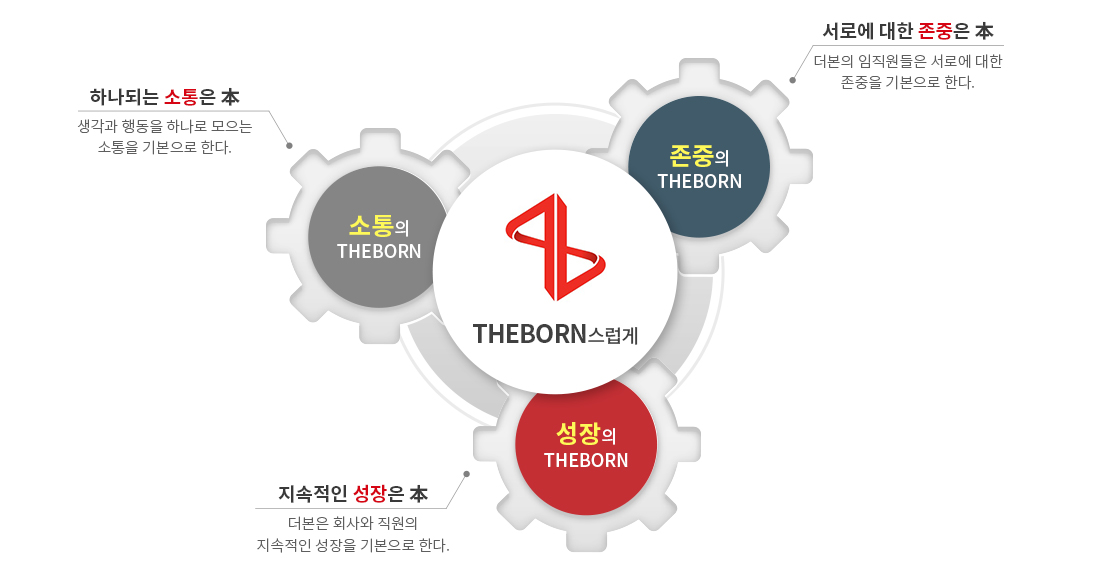 서로에 대한 존중은 本
더본의 임직원들은 서로에 대한
존중을 기본으로 한다.
하나되는 소통은 本
생각과 행동을 하나로 모으는
소통을 기본으로 한다.
존중의
THEBORN
소통의
THEBORN
THEBORN스럽게
성장의
THEBORN
지속적인 성장은 本
더본은 회사와 직원의
지속적인 성장을 기본으로 한다.